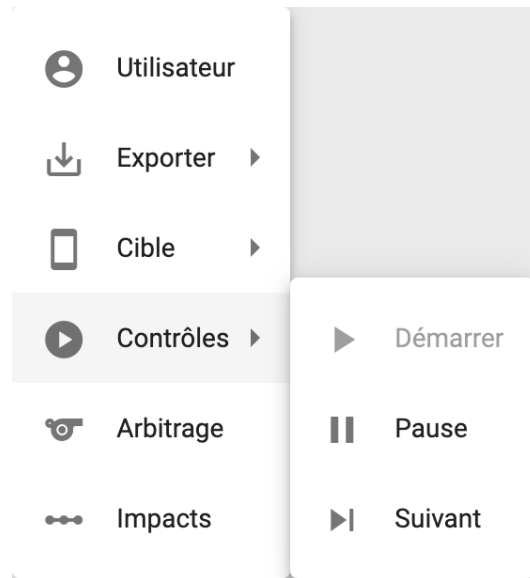 Utilisateur
Exporter
Cible
Contrôles
Arbitrage
Impacts
Démarrer
Pause
Suivant